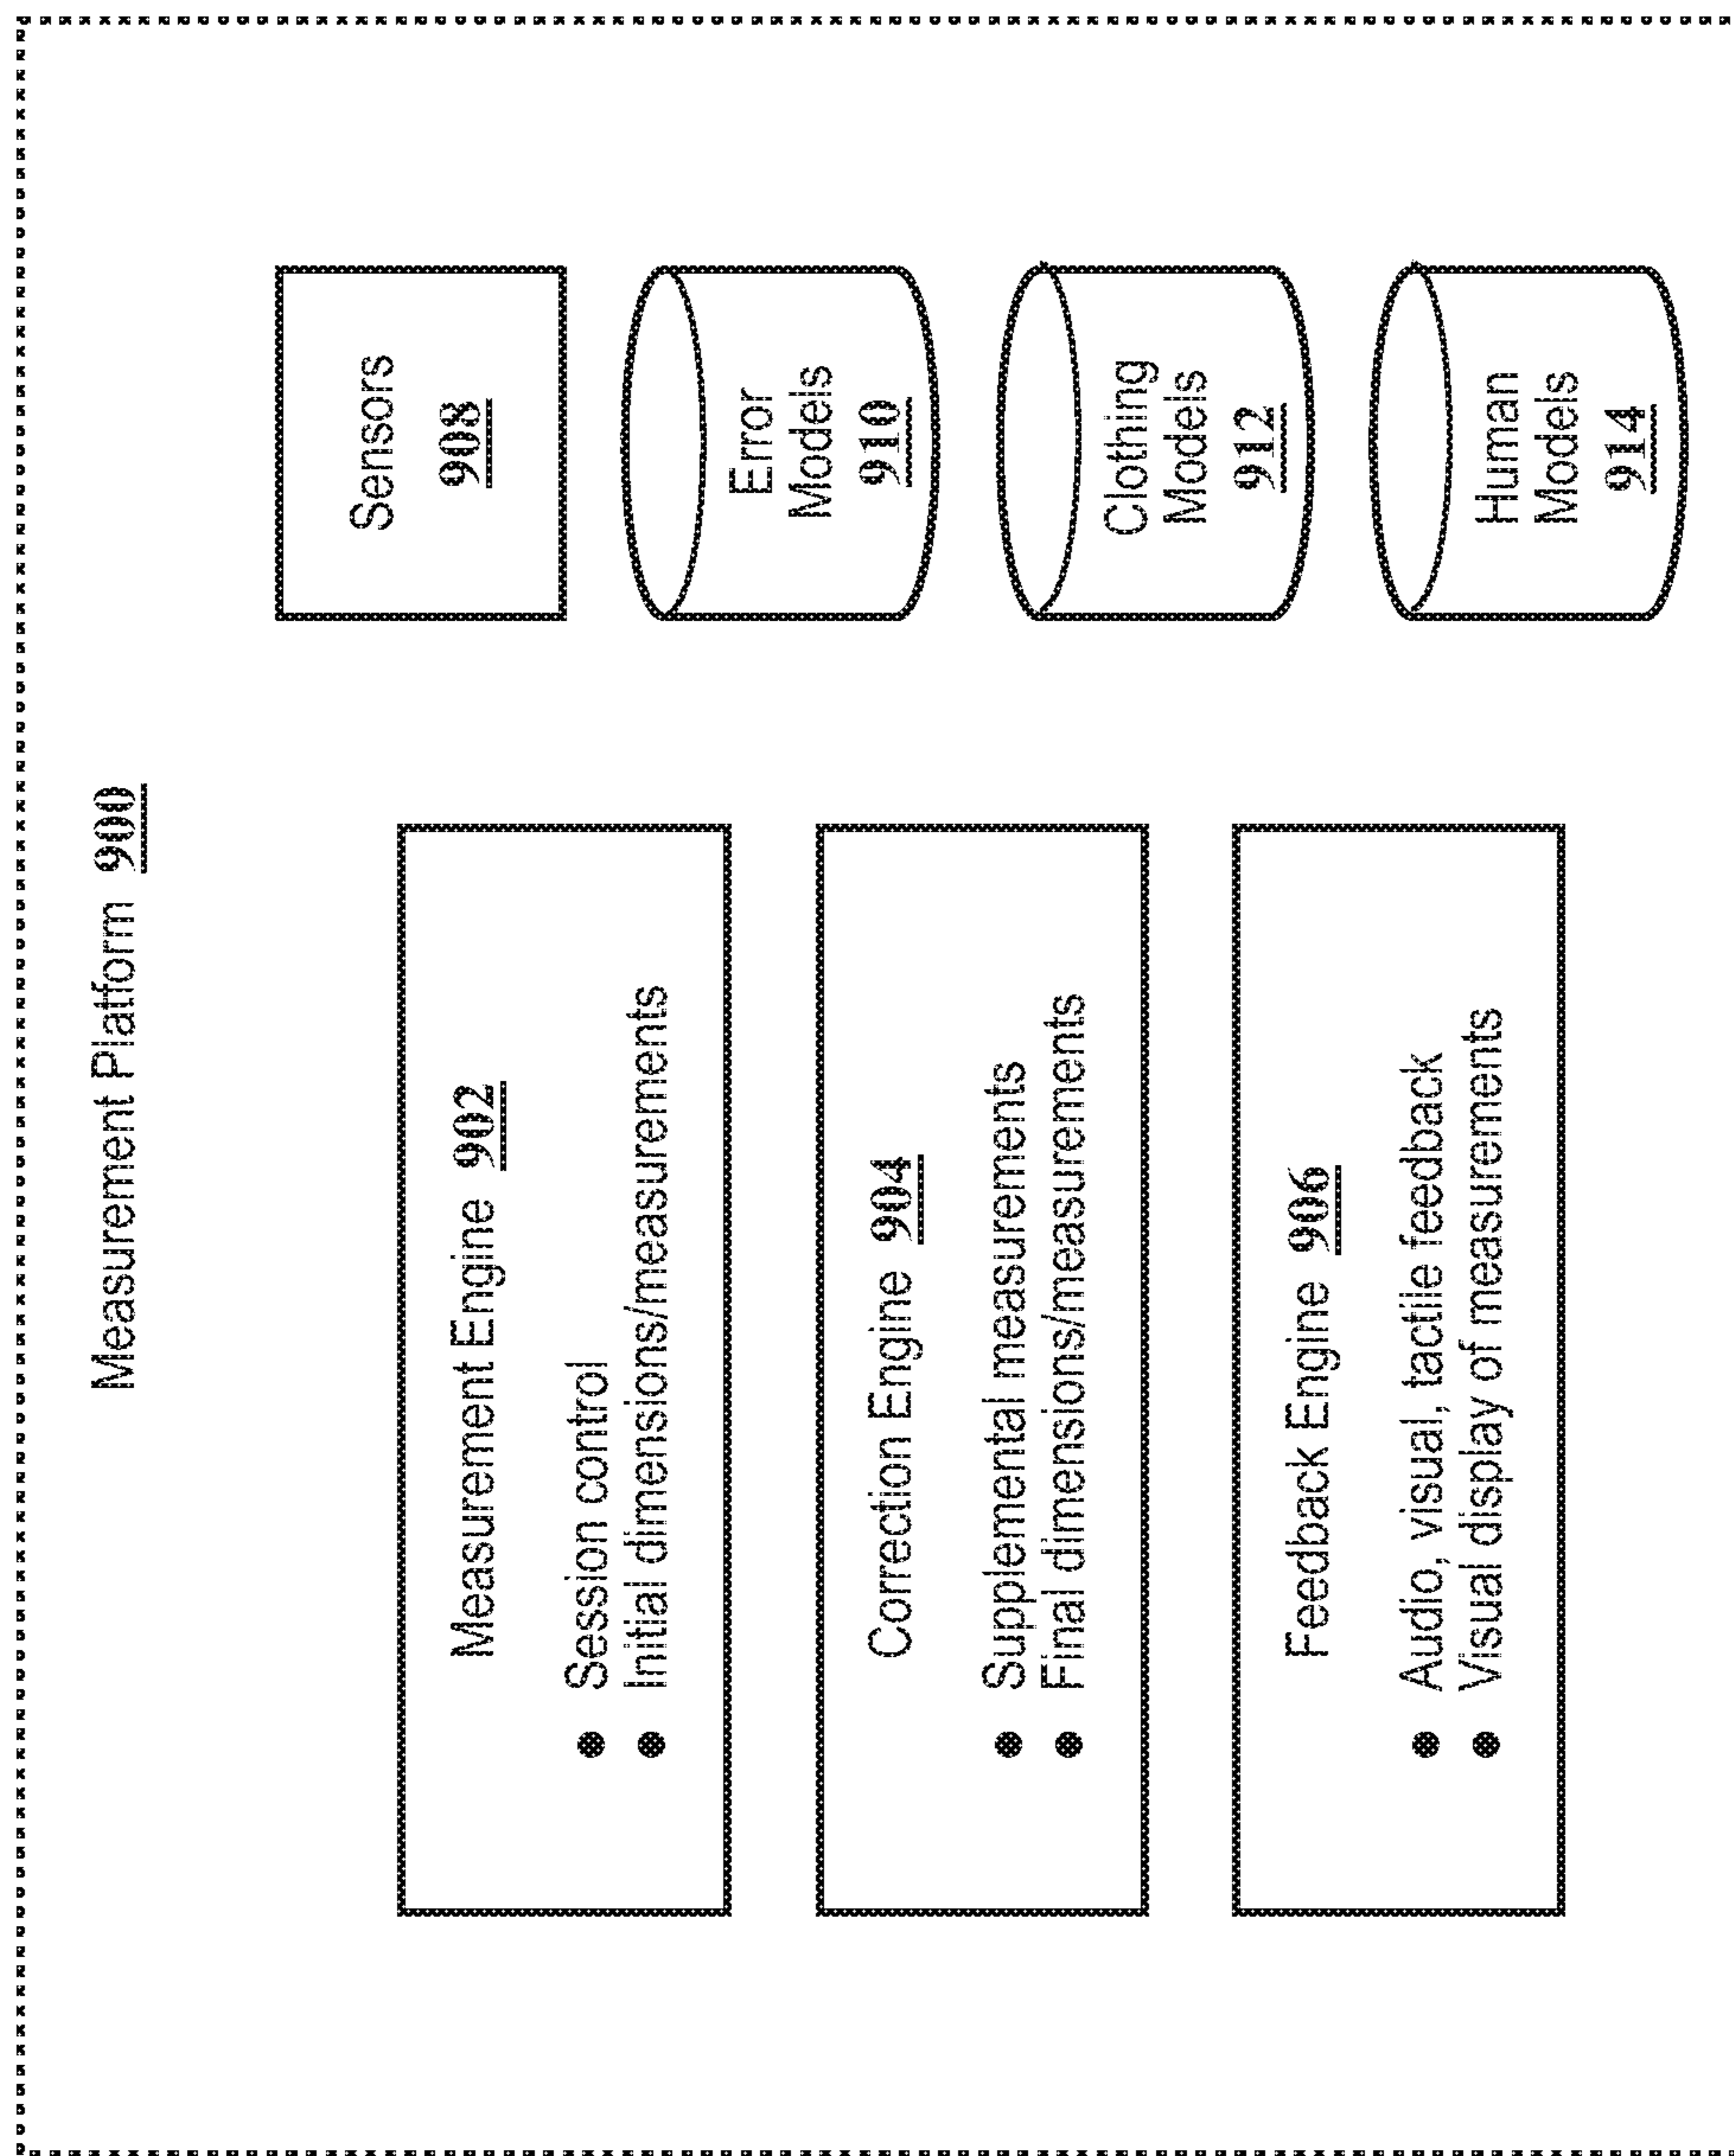 Measurement Platform 900
Measurement Engine 902
● Session control
● Initial dimensions/measurements
Correction Engine 904
● Supplemental measurements
● Final dimensions/measurements
Feedback Engine 906
● Audio, visual, tactile feedback
● Visual display of measurements
Sensors
908
Error
Models
910
Clothing
Models
912
Human
Models
914